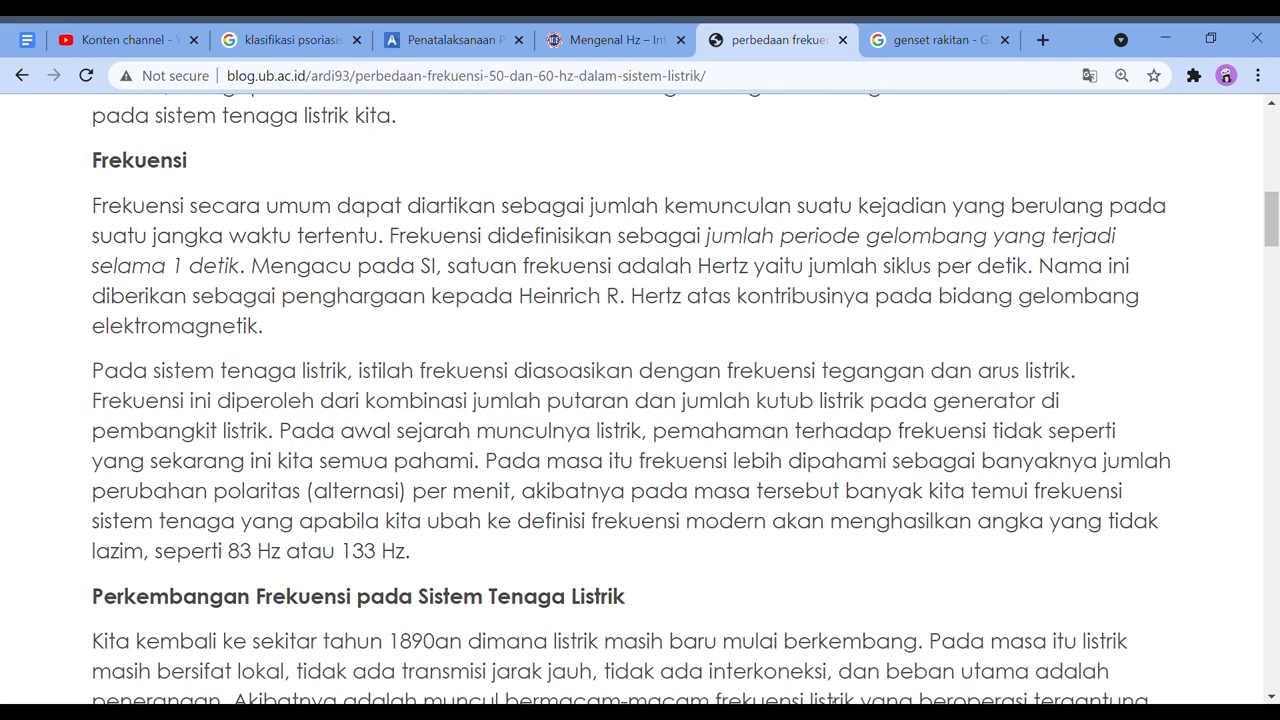 Konten channel - Y
klasifikasi psoriasis
Penatalaksanaan P
Mengenal Hz – Int
perbedaan frekuen
genset rakitan - G
Not secure
blog.ub.ac.id/ardi93/perbedaan-frekuensi-50-dan-60-hz-dalam-sistem-listrik/
pada sistem tenaga listrik kita.
Frekuensi
Frekuensi secara umum dapat diartikan sebagai jumlah kemunculan suatu kejadian yang berulang pada
suatu jangka waktu tertentu. Frekuensi didefinisikan sebagai jumlah periode gelombang yang terjadi
selama 1 detik. Mengacu pada SI, satuan frekuensi adalah Hertz yaitu jumlah siklus per detik. Nama ini
diberikan sebagai penghargaan kepada Heinrich R. Hertz atas kontribusinya pada bidang gelombang
elektromagnetik.
Pada sistem tenaga listrik, istilah frekuensi diasoasikan dengan frekuensi tegangan dan arus listrik.
Frekuensi ini diperoleh dari kombinasi jumlah putaran dan jumlah kutub listrik pada generator di
pembangkit listrik. Pada awal sejarah munculnya listrik, pemahaman terhadap frekuensi tidak seperti
yang sekarang ini kita semua pahami. Pada masa itu frekuensi lebih dipahami sebagai banyaknya jumlah
perubahan polaritas (alternasi) per menit, akibatnya pada masa tersebut banyak kita temui frekuensi
sistem tenaga yang apabila kita ubah ke definisi frekuensi modern akan menghasilkan angka yang tidak
lazim, seperti 83 Hz atau 133 Hz.
Perkembangan Frekuensi pada Sistem Tenaga Listrik
Kita kembali ke sekitar tahun 1890an dimana listrik masih baru mulai berkembang. Pada masa itu listrik
masih bersifat lokal, tidak ada transmisi jarak jauh, tidak ada interkoneksi, dan beban utama adalah
penerangan. Akibatnya adalah muncul bermacam-macam frekuensi listrik yang beroperasi tergantung